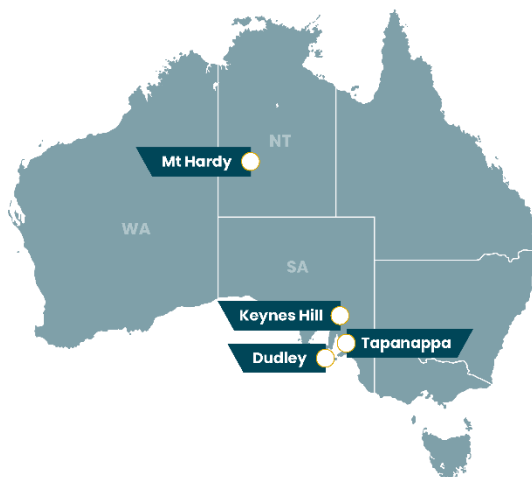 NT
Mt Hardy
WA
SA
Keynes Hill
Tapanappa
Dudley